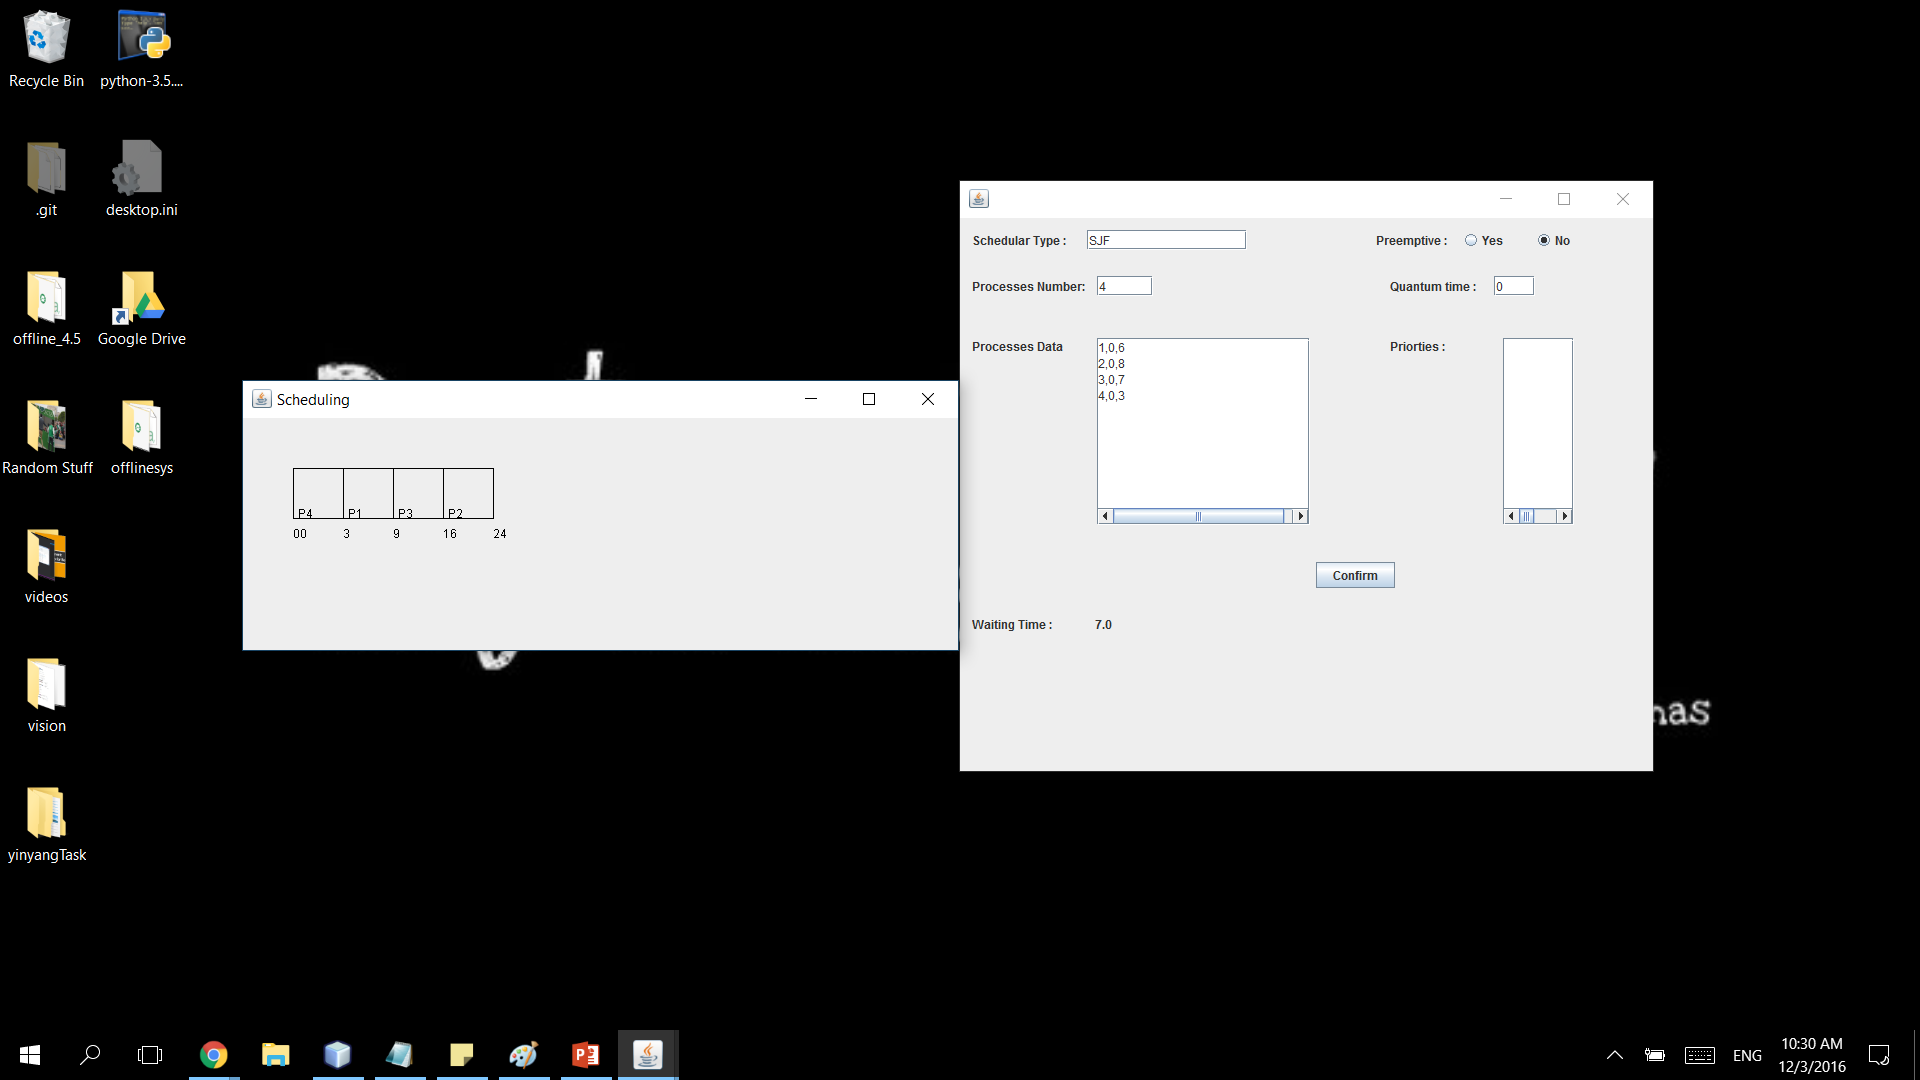 Recycle Bin
python-3.5....
.git
desktop.ini
offline_4.5
Google Drive
Random Stuff
offlinesys
videos
vision
yinyangTask
Scheduling
P4 P1 P3 P2
00 3 9 16 24
Schedular Type : SJF
Preemptive : Yes No
Processes Number: 4
Quantum time : 0
Processes Data
1,0,6
2,0,8
3,0,7
4,0,3
Priorties :
Confirm
Waiting Time : 7.0
ENG
10:30 AM
12/3/2016